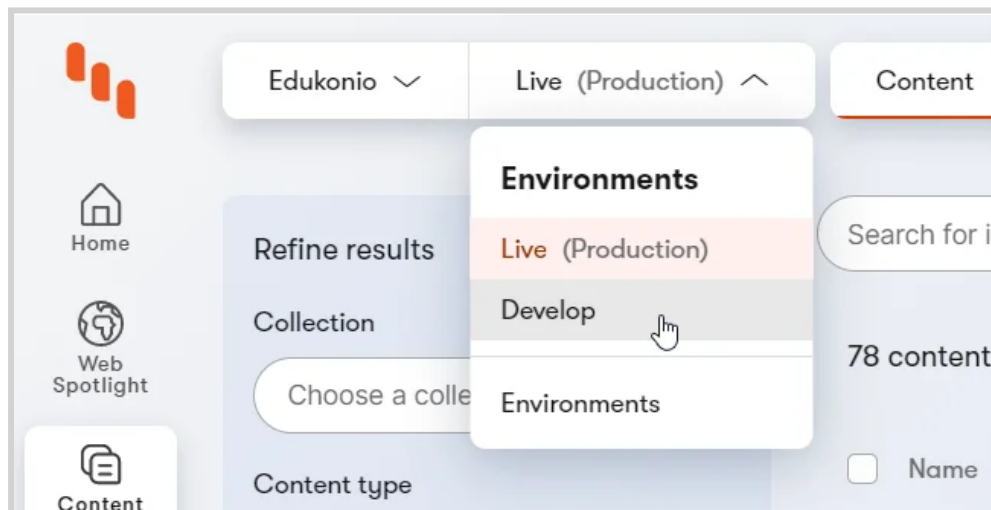 Edukonio
Live (Production)
Content
Environments
Live (Production)
Develop
Environments
Home
Web
Spotlight
Content
Refine results
Collection
Choose a colle
Content type
Search for i
78 content
Name